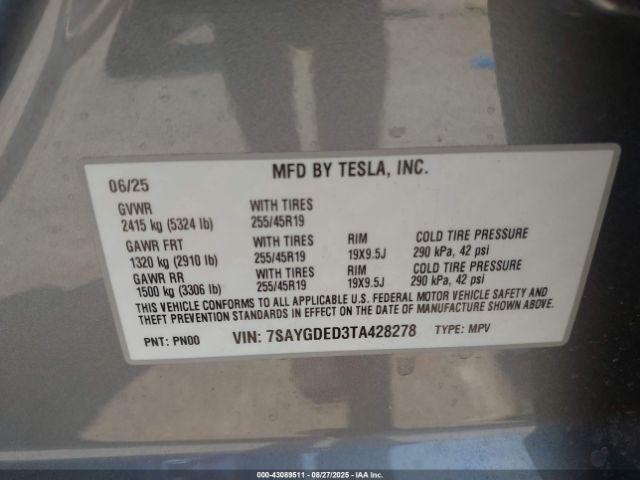 MFD BY TESLA, INC.
06/25
GVWR WITH TIRES
2415 kg (5324 lb) 255/45R19
GAWR FRT WITH TIRES RIM COLD TIRE PRESSURE
1320 kg (2910 lb) 255/45R19 19X9.5J 290 kPa, 42 psi
GAWR RR WITH TIRES RIM COLD TIRE PRESSURE
1500 kg (3306 lb) 255/45R19 19X9.5J 290 kPa, 42 psi
THIS VEHICLE CONFORMS TO ALL APPLICABLE U.S. FEDERAL MOTOR VEHICLE SAFETY AND
THEFT PREVENTION STANDARDS IN EFFECT ON THE DATE OF MANUFACTURE SHOWN ABOVE.
PNT: PN00 VIN: 7SAYGDED3TA428278 TYPE: MPV
000-43089511 - 08/27/2025 - IAA Inc.